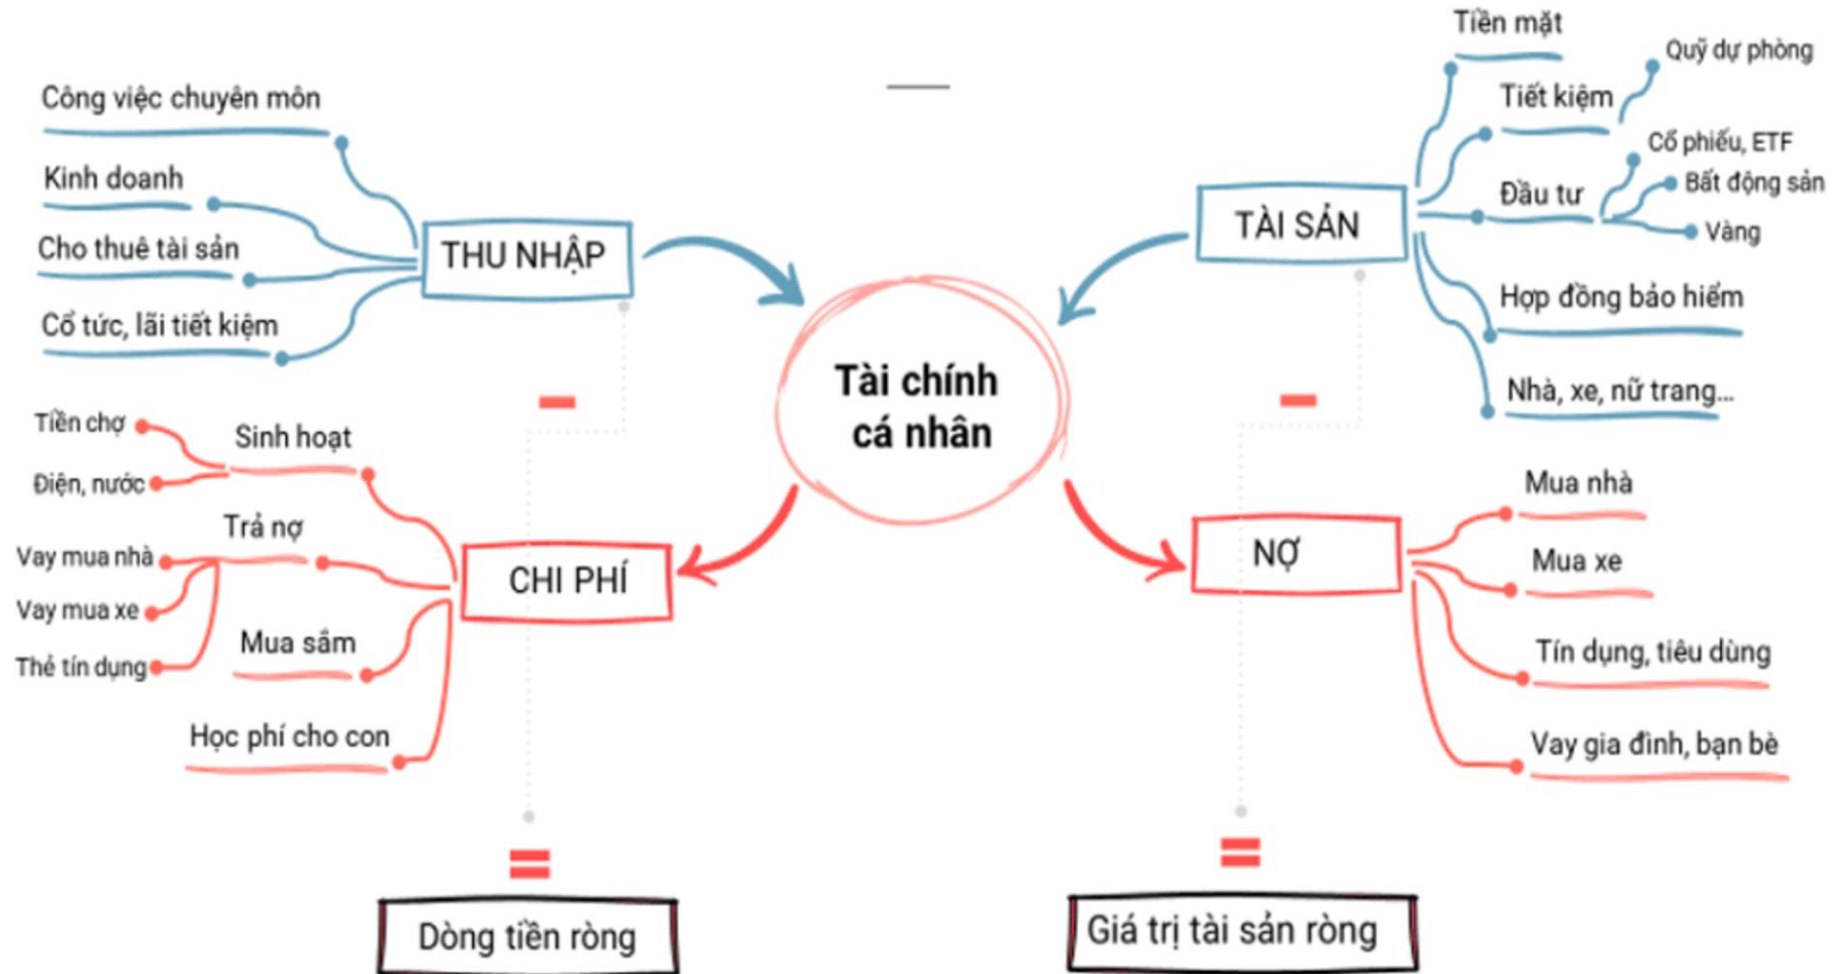 Công việc chuyên môn
Kinh doanh
Cho thuê tài sản
Cổ tức, lãi tiết kiệm
THU NHẬP
Tiền chợ
Điện, nước
Sinh hoạt
Trả nợ
Vay mua nhà
Vay mua xe
Thẻ tín dụng
Mua sắm
Học phí cho con
CHI PHÍ
Dòng tiền ròng
Tài chính
cá nhân
TÀI SẢN
Tiền mặt
Tiết kiệm
Quỹ dự phòng
Đầu tư
Cổ phiếu, ETF
Bất động sản
Vàng
Hợp đồng bảo hiểm
Nhà, xe, nữ trang...
NỢ
Mua nhà
Mua xe
Tín dụng, tiêu dùng
Vay gia đình, bạn bè
Giá trị tài sản ròng